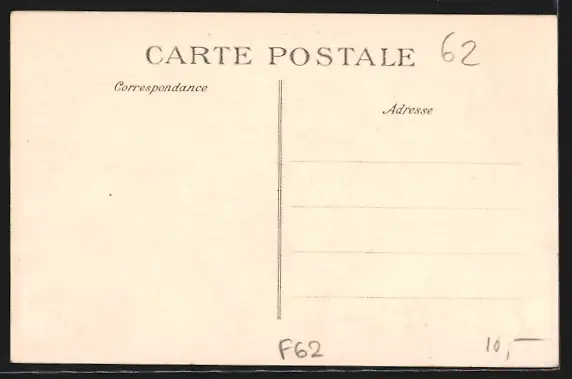 CARTE POSTALE 62
Correspondance
Adresse
F62
10,—